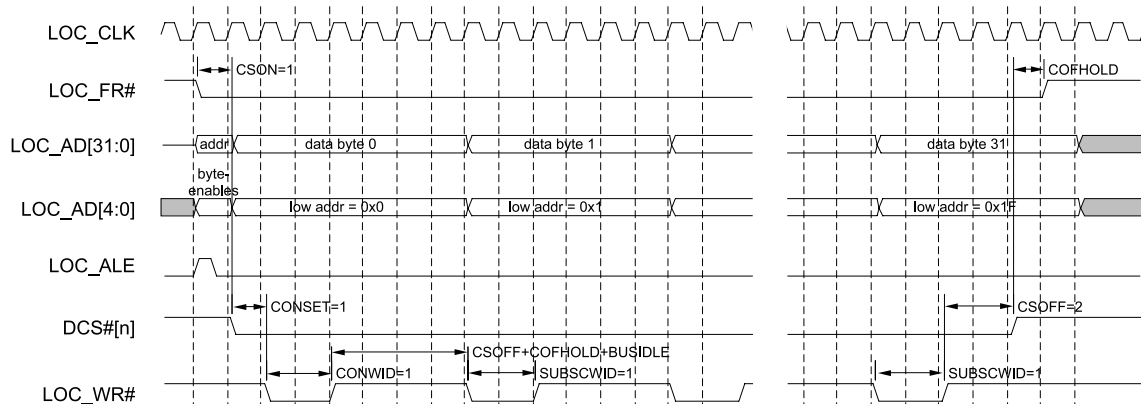 LOC_CLK
CSON=1
COFHOLD
LOC_FR#
LOC_AD[31:0]
addr
data byte 0
data byte 1
data byte 31
byte-
enables
LOC_AD[4:0]
low addr = 0x0
low addr = 0x1
low addr = 0x1F
LOC_ALE
CONSET=1
CSOFF=2
DCS#[n]
CSOFF+COFHOLD+BUSIDLE
CONWID=1
SUBSCWID=1
SUBSCWID=1
LOC_WR#